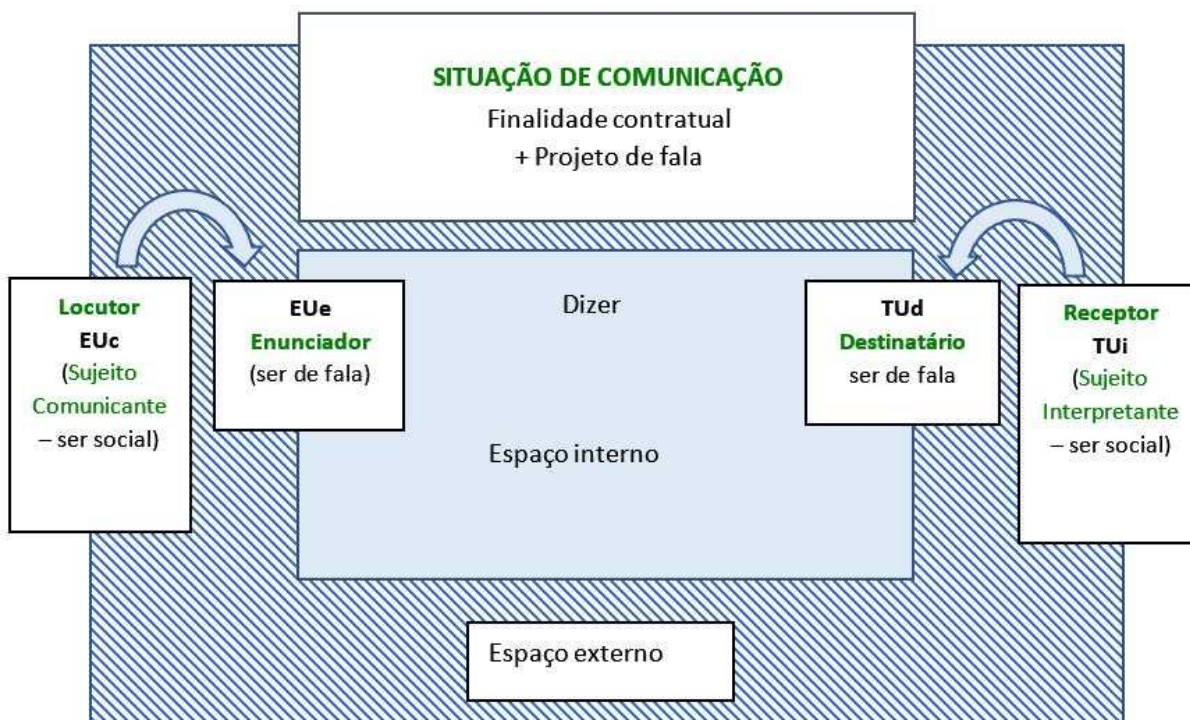 SITUAÇÃO DE COMUNICAÇÃO
Finalidade contratual
+ Projeto de fala
Locutor
EUc
(Sujeito
Comunicante
– ser social)
EUe
Enunciador
(ser de fala)
Dizer
Espaço interno
TUd
Destinatário
ser de fala
Receptor
TUi
(Sujeito
Interpretante
– ser social)
Espaço externo